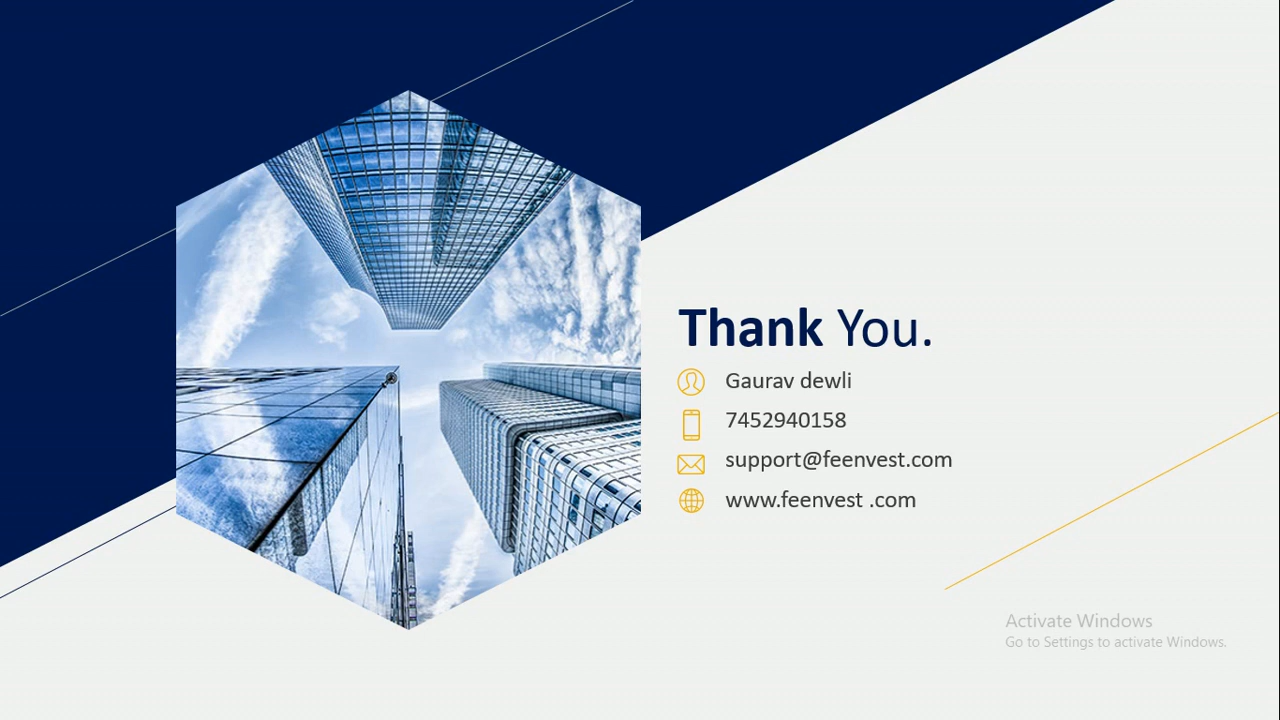 Thank You.
Gaurav dewli
7452940158
support@feenvest.com
www.feenvest .com
Activate Windows
Go to Settings to activate Windows.